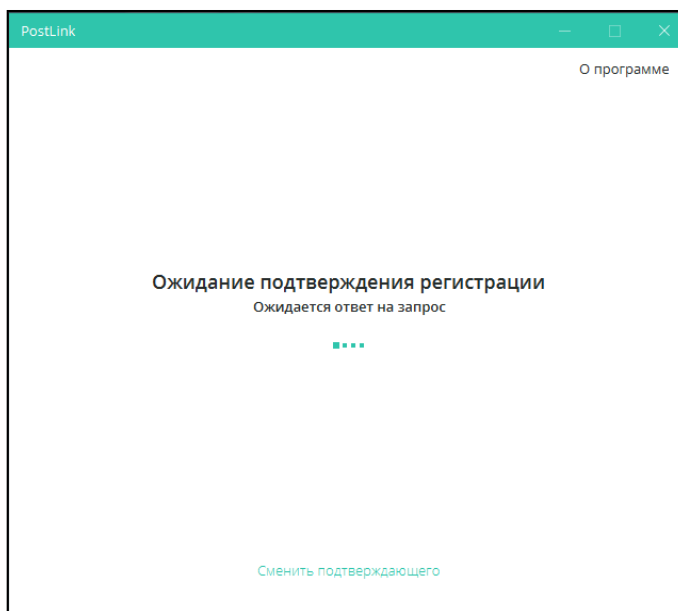 PostLink
О программе
Ожидание подтверждения регистрации
Ожидается ответ на запрос
Сменить подтверждающего